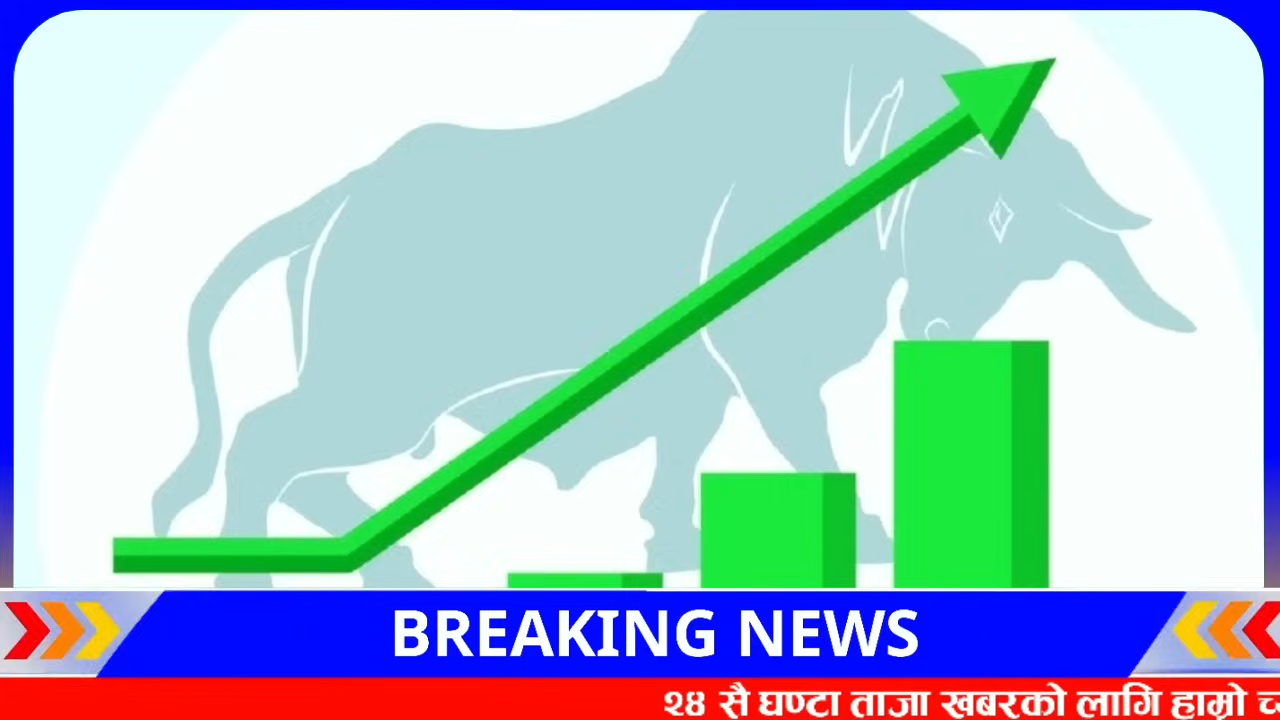 BREAKING NEWS
२४ सै घण्टा ताजा खबरको लागि हाम्रो